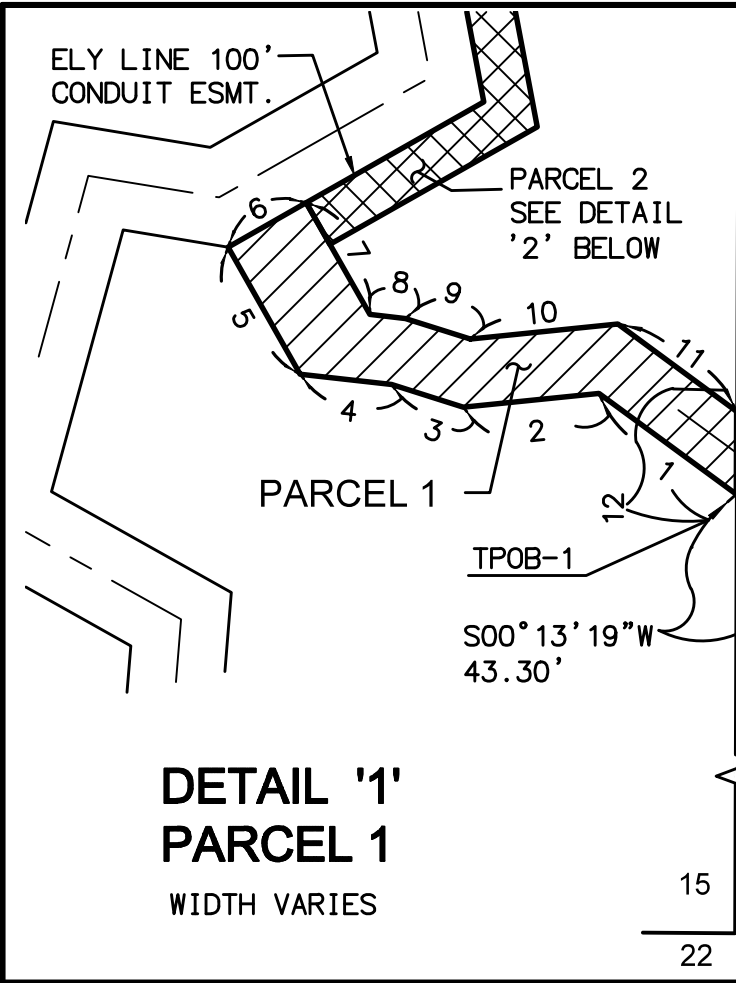 ELY LINE 100'
CONDUIT ESMT.
PARCEL 2
SEE DETAIL
'2' BELOW
6
7
8
9
10
11
5
4
3
2
1
12
PARCEL 1
TPOB-1
S00°13'19"W
43.30'
DETAIL '1'
PARCEL 1
WIDTH VARIES
15
22